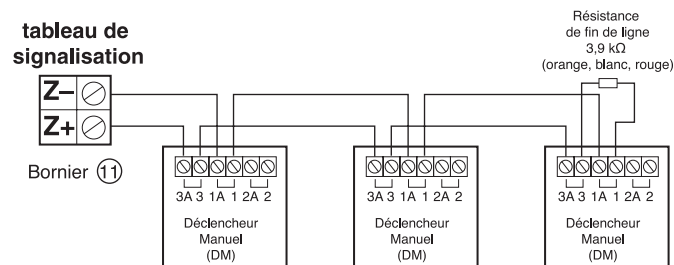 tableau de
signalisation
Z–
Z+
Bornier 11
Résistance
de fin de ligne
3,9 kΩ
(orange, blanc, rouge)
3A 3 1A 1 2A 2
Déclencheur
Manuel
(DM)
3A 3 1A 1 2A 2
Déclencheur
Manuel
(DM)
3A 3 1A 1 2A 2
Déclencheur
Manuel
(DM)